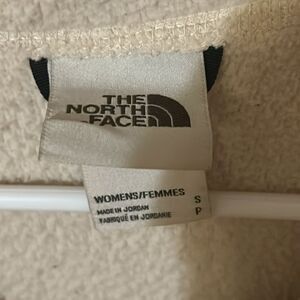 THE
NORTH
FACE
WOMENS/FEMMES
MADE IN JORDAN
FABRIQUÉ EN JORDANIE
S
P